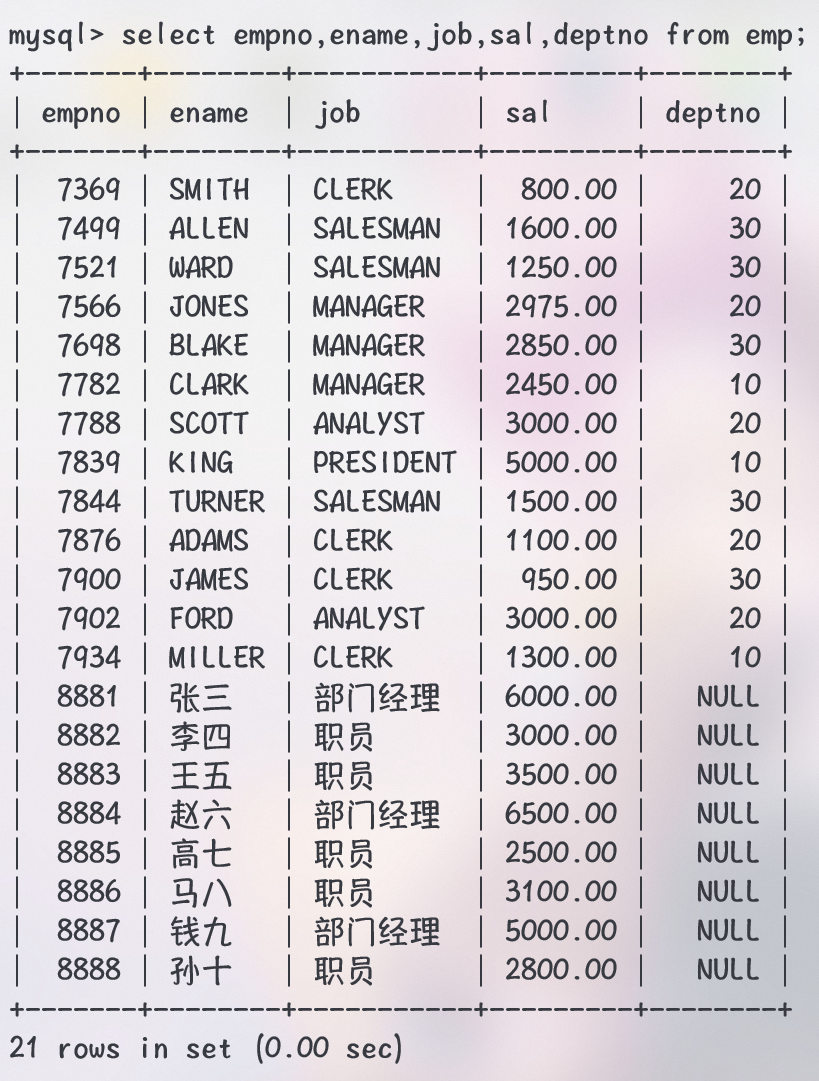 mysql> select empno,ename,job,sal,deptno from emp;
+--------+--------+-----------+---------+--------+
| empno | ename | job | sal | deptno |
+--------+--------+-----------+---------+--------+
| 7369 | SMITH | CLERK | 800.00 | 20 |
| 7499 | ALLEN | SALESMAN | 1600.00 | 30 |
| 7521 | WARD | SALESMAN | 1250.00 | 30 |
| 7566 | JONES | MANAGER | 2975.00 | 20 |
| 7698 | BLAKE | MANAGER | 2850.00 | 30 |
| 7782 | CLARK | MANAGER | 2450.00 | 10 |
| 7788 | SCOTT | ANALYST | 3000.00 | 20 |
| 7839 | KING | PRESIDENT | 5000.00 | 10 |
| 7844 | TURNER | SALESMAN | 1500.00 | 30 |
| 7876 | ADAMS | CLERK | 1100.00 | 20 |
| 7900 | JAMES | CLERK | 950.00 | 30 |
| 7902 | FORD | ANALYST | 3000.00 | 20 |
| 7934 | MILLER | CLERK | 1300.00 | 10 |
| 8881 | 张三 | 部门经理 | 6000.00 | NULL |
| 8882 | 李四 | 职员 | 3000.00 | NULL |
| 8883 | 王五 | 职员 | 3500.00 | NULL |
| 8884 | 赵六 | 部门经理 | 6500.00 | NULL |
| 8885 | 高七 | 职员 | 2500.00 | NULL |
| 8886 | 马八 | 职员 | 3100.00 | NULL |
| 8887 | 钱九 | 部门经理 | 5000.00 | NULL |
| 8888 | 孙十 | 职员 | 2800.00 | NULL |
+--------+--------+-----------+---------+--------+
21 rows in set (0.00 sec)